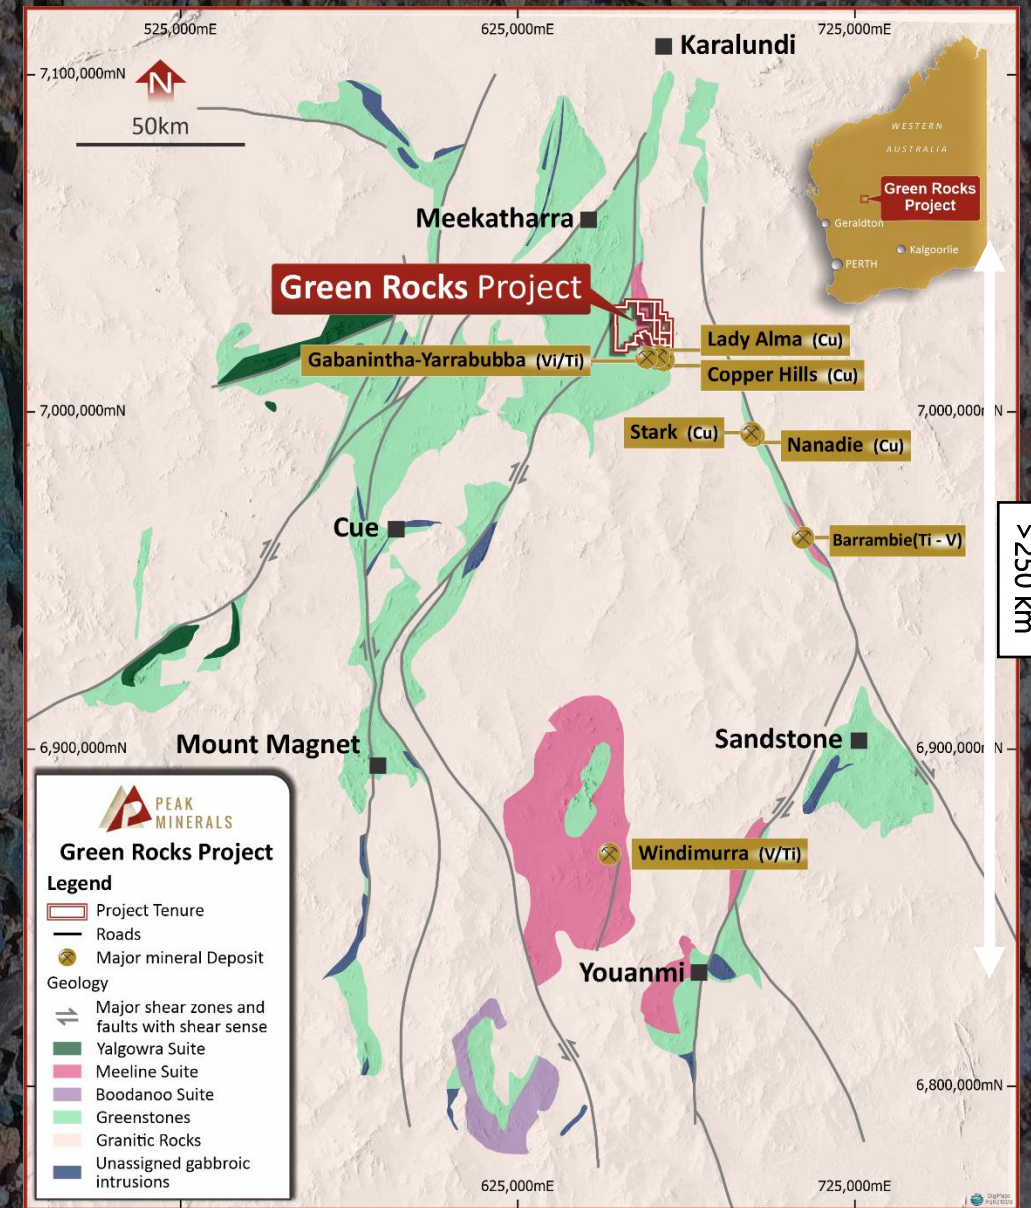 525,000mE
625,000mE
725,000mE
Karalundi
7,100,000mN
N
50km
WESTERN
AUSTRALIA
Green Rocks
Project
Geraldton
Kalgoorlie
PERTH
Meekatharra
Green Rocks Project
Lady Alma (Cu)
Gabanintha-Yarrabubba (Vi/Ti)
Copper Hills (Cu)
7,000,000mN
7,000,000mN
Stark (Cu)
Nanadie (Cu)
Cue
Barrambie(Ti - V)
>250 km
Mount Magnet
Sandstone
6,900,000mN
6,900,000mN
PEAK
MINERALS
Green Rocks Project
Legend
Project Tenure
Roads
Major mineral Deposit
Geology
Major shear zones and
faults with shear sense
Yalgowra Suite
Meeline Suite
Boodanoo Suite
Greenstones
Granitic Rocks
Unassigned gabbroic
intrusions
Windimurra (V/Ti)
Youanmi
6,800,000mN
625,000mE
725,000mE
DigiMaps